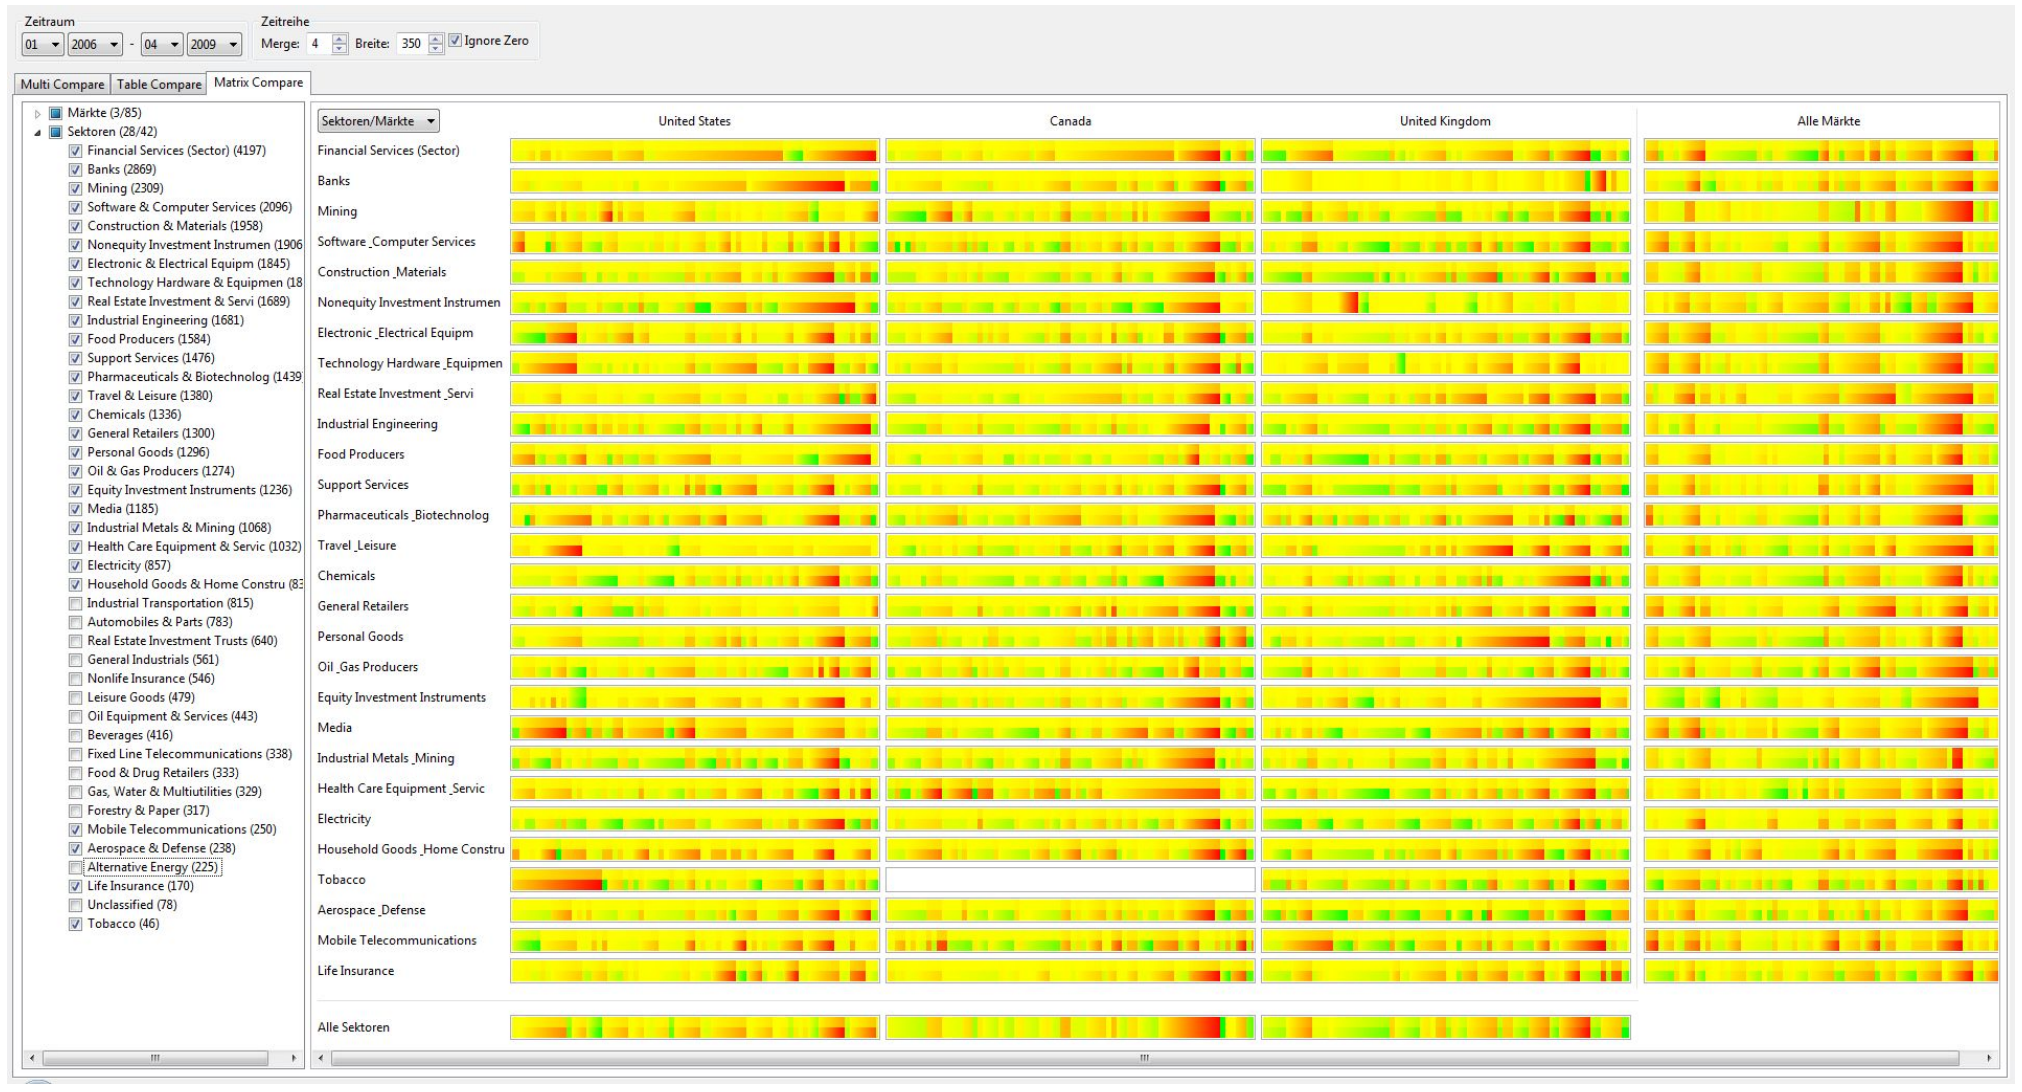 Zeitraum Zeitreihe
01 2006 - 04 2009 Merge: 4 Breite: 350 Ignore Zero
Multi Compare Table Compare Matrix Compare
Märkte (3/85)
Sektoren (28/42)
Financial Services (Sector) (4197)
Banks (2869)
Mining (2309)
Software & Computer Services (2096)
Construction & Materials (1958)
Nonequity Investment Instrumen (1906
Electronic & Electrical Equipm (1845)
Technology Hardware & Equipmen (18
Real Estate Investment & Servi (1689)
Industrial Engineering (1681)
Food Producers (1584)
Support Services (1476)
Pharmaceuticals & Biotechnolog (1439
Travel & Leisure (1380)
Chemicals (1336)
General Retailers (1300)
Personal Goods (1296)
Oil & Gas Producers (1274)
Equity Investment Instruments (1236)
Media (1185)
Industrial Metals & Mining (1068)
Health Care Equipment & Servic (1032)
Electricity (857)
Household Goods & Home Constru (83
Industrial Transportation (815)
Automobiles & Parts (783)
Real Estate Investment Trusts (640)
General Industrials (561)
Nonlife Insurance (546)
Leisure Goods (479)
Oil Equipment & Services (443)
Beverages (416)
Fixed Line Telecommunications (338)
Food & Drug Retailers (333)
Gas, Water & Multiutilities (329)
Forestry & Paper (317)
Mobile Telecommunications (250)
Aerospace & Defense (238)
Alternative Energy (225)
Life Insurance (170)
Unclassified (78)
Tobacco (46)
Sektoren/Märkte United States Canada United Kingdom Alle Märkte
Financial Services (Sector)
Banks
Mining
Software _Computer Services
Construction _Materials
Nonequity Investment Instrumen
Electronic _Electrical Equipm
Technology Hardware _Equipmen
Real Estate Investment _Servi
Industrial Engineering
Food Producers
Support Services
Pharmaceuticals _Biotechnolog
Travel _Leisure
Chemicals
General Retailers
Personal Goods
Oil _Gas Producers
Equity Investment Instruments
Media
Industrial Metals _Mining
Health Care Equipment _Servic
Electricity
Household Goods _Home Constru
Tobacco
Aerospace _Defense
Mobile Telecommunications
Life Insurance
Alle Sektoren